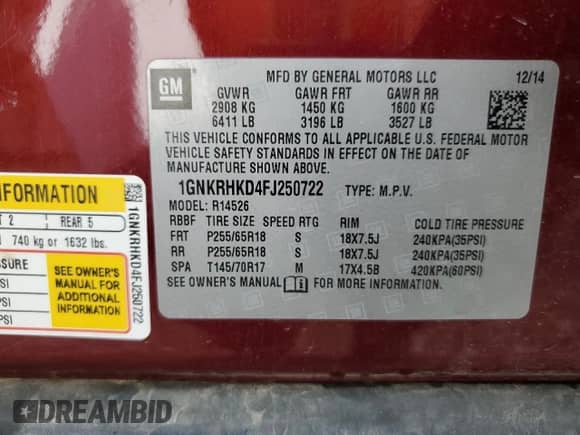 GM
MFD BY GENERAL MOTORS LLC 12/14
GVWR GAWR FRT GAWR RR
2908 KG 1450 KG 1600 KG
6411 LB 3196 LB 3527 LB
THIS VEHICLE CONFORMS TO ALL APPLICABLE U.S. FEDERAL MOTOR
VEHICLE SAFETY STANDARDS IN EFFECT ON THE DATE OF
MANUFACTURE SHOWN ABOVE.
1GNKRHKD4FJ250722 TYPE: M.P.V.
MODEL: R14526
RBBF TIRE SIZE SPEED RTG RIM COLD TIRE PRESSURE
FRT P255/65R18 S 18X7.5J 240KPA(35PSI)
RR P255/65R18 S 18X7.5J 240KPA(35PSI)
SPA T145/70R17 M 17X4.5B 420KPA(60PSI)
SEE OWNER'S MANUAL FOR MORE INFORMATION.
INFORMATION
2 REAR 5
740 kg or 1632 lbs.
SEE OWNER'S
MANUAL FOR
ADDITIONAL
INFORMATION
PSI
PSI
1GNKRHKD4FJ250722
DREAMBID